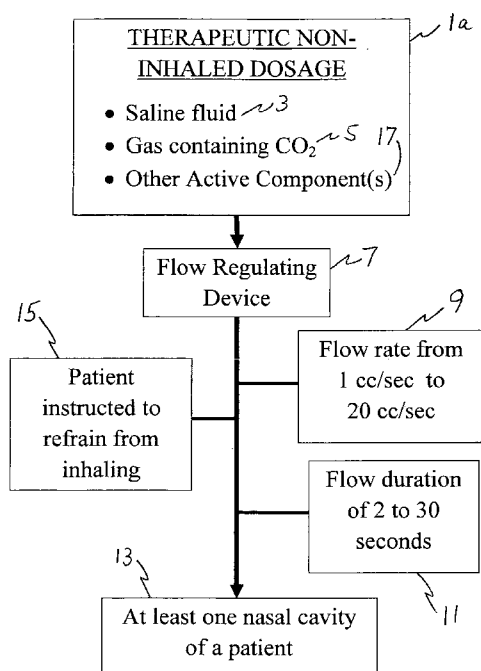 1a
THERAPEUTIC NON-
INHALED DOSAGE
• Saline fluid 3
• Gas containing CO₂ 5 17
• Other Active Component(s)
Flow Regulating
Device
7
15
Patient
instructed to
refrain from
inhaling
9
Flow rate from
1 cc/sec to
20 cc/sec
Flow duration
of 2 to 30
seconds
11
13
At least one nasal cavity
of a patient